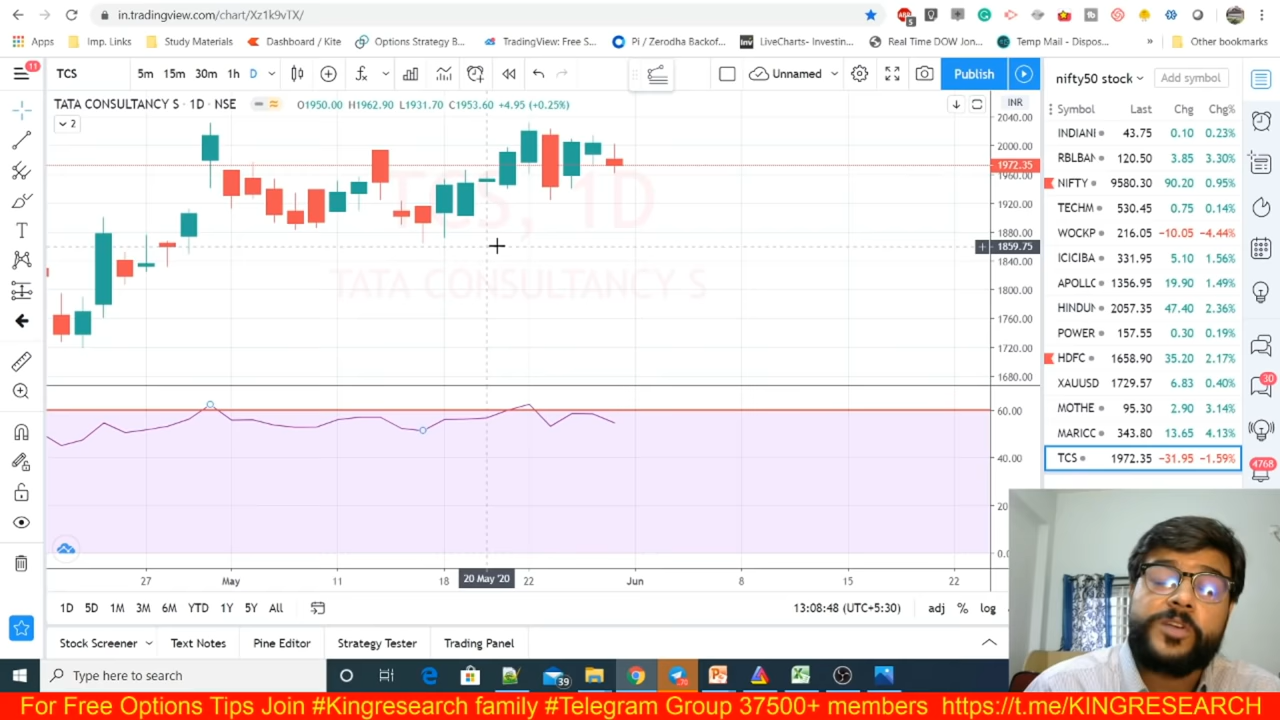 in.tradingview.com/chart/Xz1k9vTX/
5
Apps Imp. Links Study Materials Dashboard / Kite Options Strategy B... TradingView: Free S... Pi / Zerodha Backof... Inv LiveCharts- Investin... Real Time DOW Jon... Temp Mail - Dispos... » Other bookmarks
11
TCS 5m 15m 30m 1h D Unnamed Publish
nifty50 stock Add symbol
TATA CONSULTANCY S · 1D · NSE O1950.00 H1962.90 L1931.70 C1953.60 +4.95 (+0.25%) INR
2
Symbol Last Chg Chg%
INDIANI 43.75 0.10 0.23%
RBLBAN 120.50 3.85 3.30%
NIFTY 9580.30 90.20 0.95%
TECHM 530.45 0.75 0.14%
WOCKP 216.05 −10.05 −4.44%
ICICIBA 331.95 5.10 1.56%
APOLLO 1356.95 19.90 1.49%
HINDUN 2057.35 47.40 2.36%
POWER 157.55 0.30 0.19%
HDFC 1658.90 35.20 2.17%
XAUUSD 1729.57 6.83 0.40%
MOTHE 95.30 2.90 3.14%
MARICO 343.80 13.65 4.13%
TCS 1972.35 −31.95 −1.59%
30
4768
TCS, 1D
TATA CONSULTANCY S
2040.00
2000.00
1972.35
1960.00
1920.00
1880.00
1859.75
1840.00
1800.00
1760.00
1720.00
1680.00
60.00
40.00
20
0.0
27 May 11 18 20 May '20 22 Jun 8 15 22
1D 5D 1M 3M 6M YTD 1Y 5Y All 13:08:48 (UTC+5:30) adj % log
Stock Screener Text Notes Pine Editor Strategy Tester Trading Panel
Type here to search
39
For Free Options Tips Join #Kingresearch family #Telegram Group 37500+ members https://t.me/KINGRESEARCH